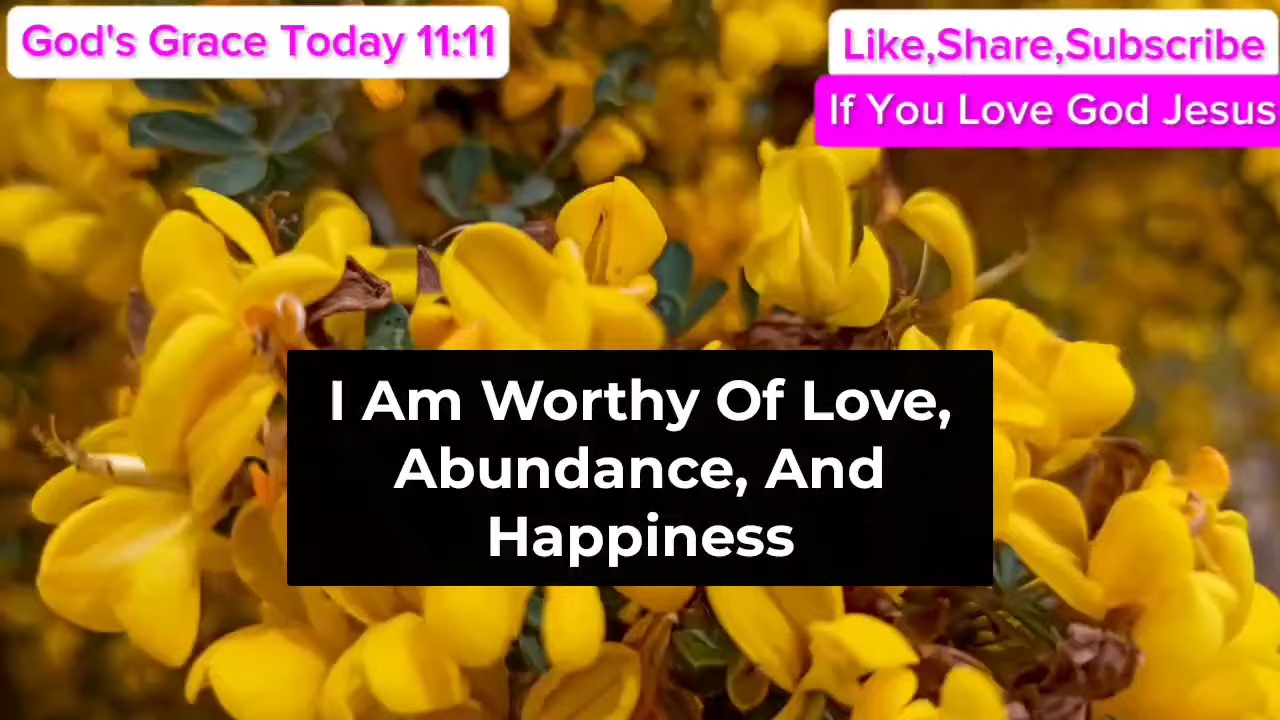 God's Grace Today 11:11
Like,Share,Subscribe
If You Love God Jesus
I Am Worthy Of Love,
Abundance, And
Happiness